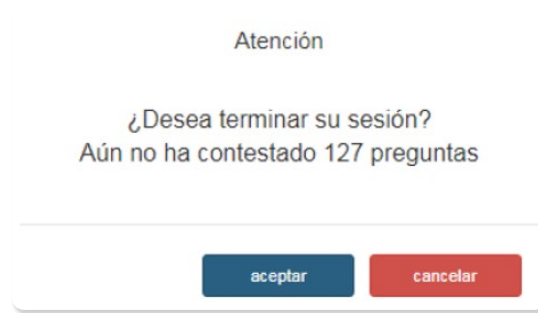 Atención
¿Desea terminar su sesión?
Aún no ha contestado 127 preguntas
aceptar
cancelar